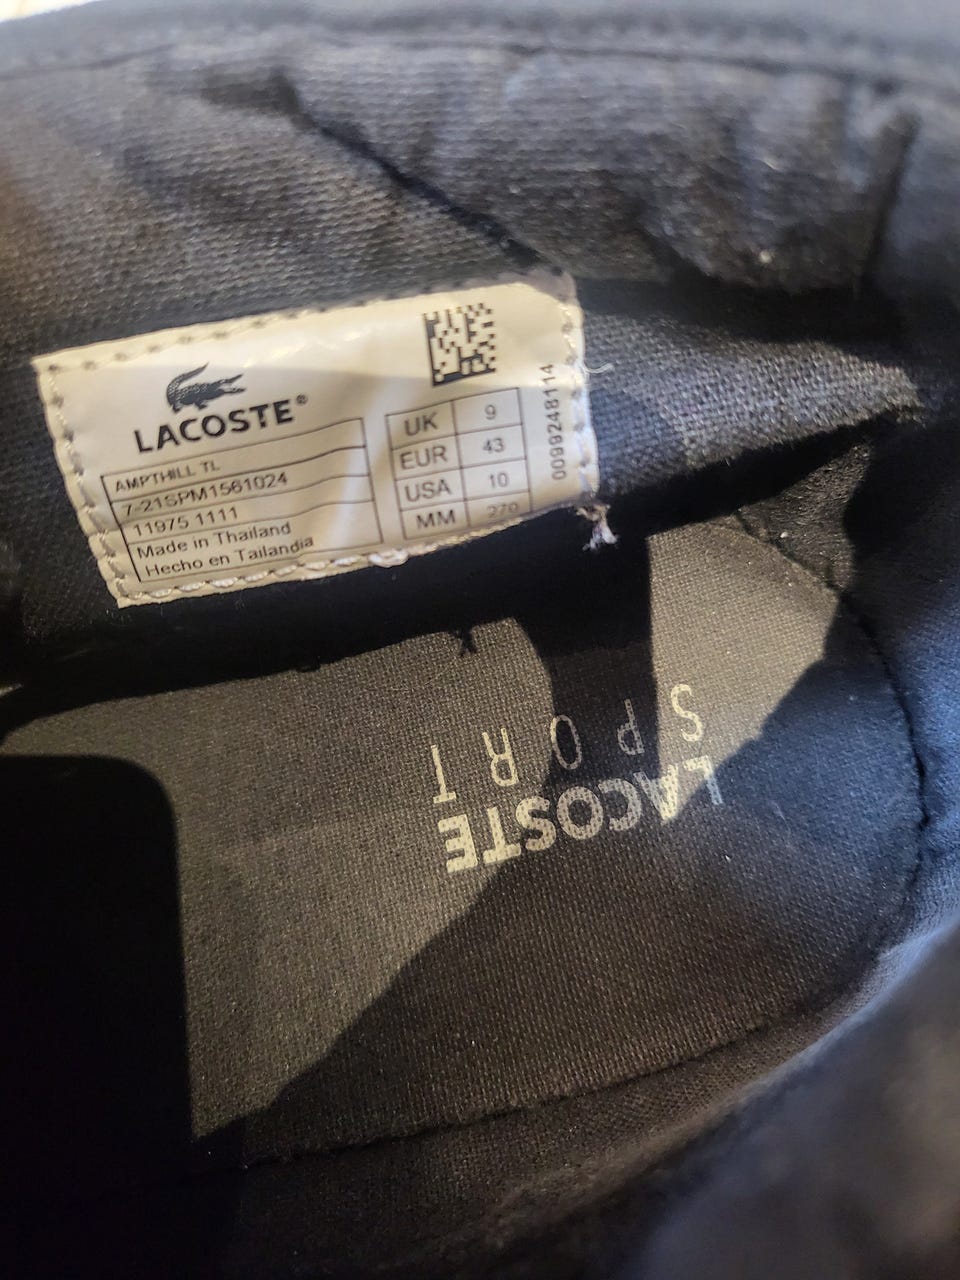 LACOSTE®
AMPTHILL TL
7-21SPM1561024
11975 1111
Made in Thailand
Hecho en Tailandia
UK 9
EUR 43
USA 10
MM 270
0099248114
LACOSTE
SPORT